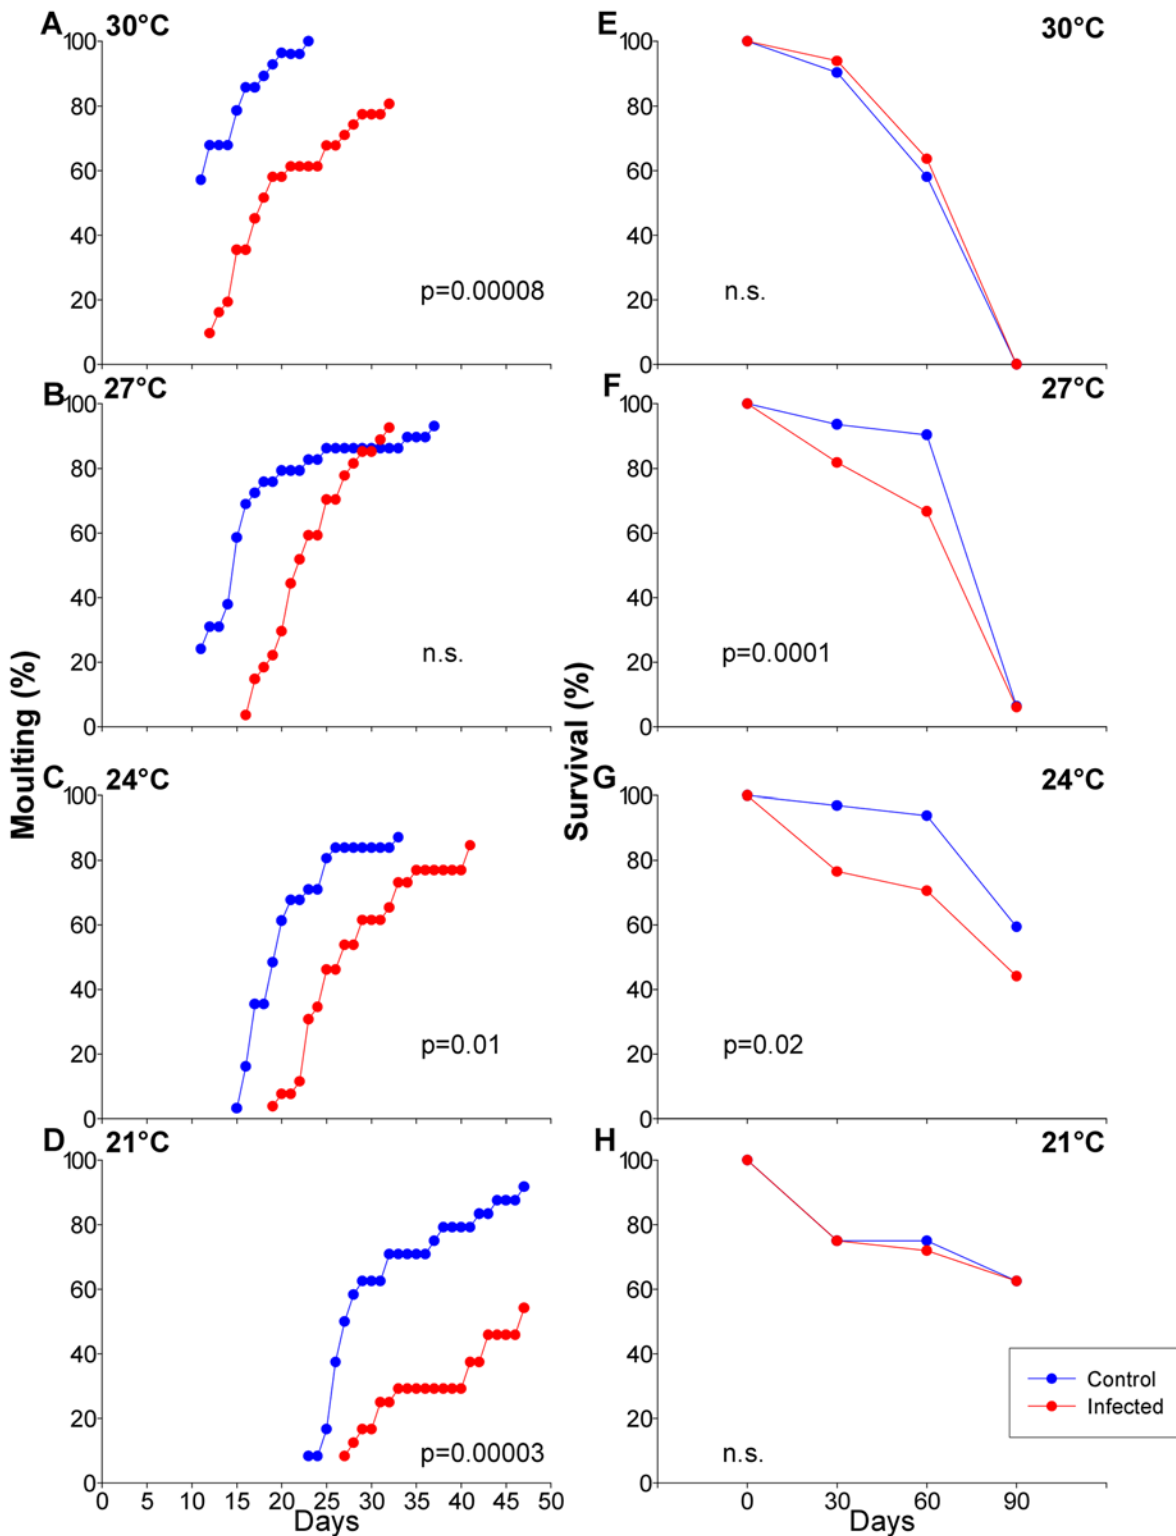 A 30°C
100
80
60
40
20
0
p=0.00008
E 30°C
100
80
60
40
20
0
n.s.
B 27°C
100
80
60
40
20
0
n.s.
F 27°C
100
80
60
40
20
0
p=0.0001
Moulting (%)
Survival (%)
C 24°C
100
80
60
40
20
0
p=0.01
G 24°C
100
80
60
40
20
0
p=0.02
D 21°C
100
80
60
40
20
0
p=0.00003
0 5 10 15 20 25 30 35 40 45 50
Days
H 21°C
100
80
60
40
20
0
Control
Infected
n.s.
0 30 60 90
Days